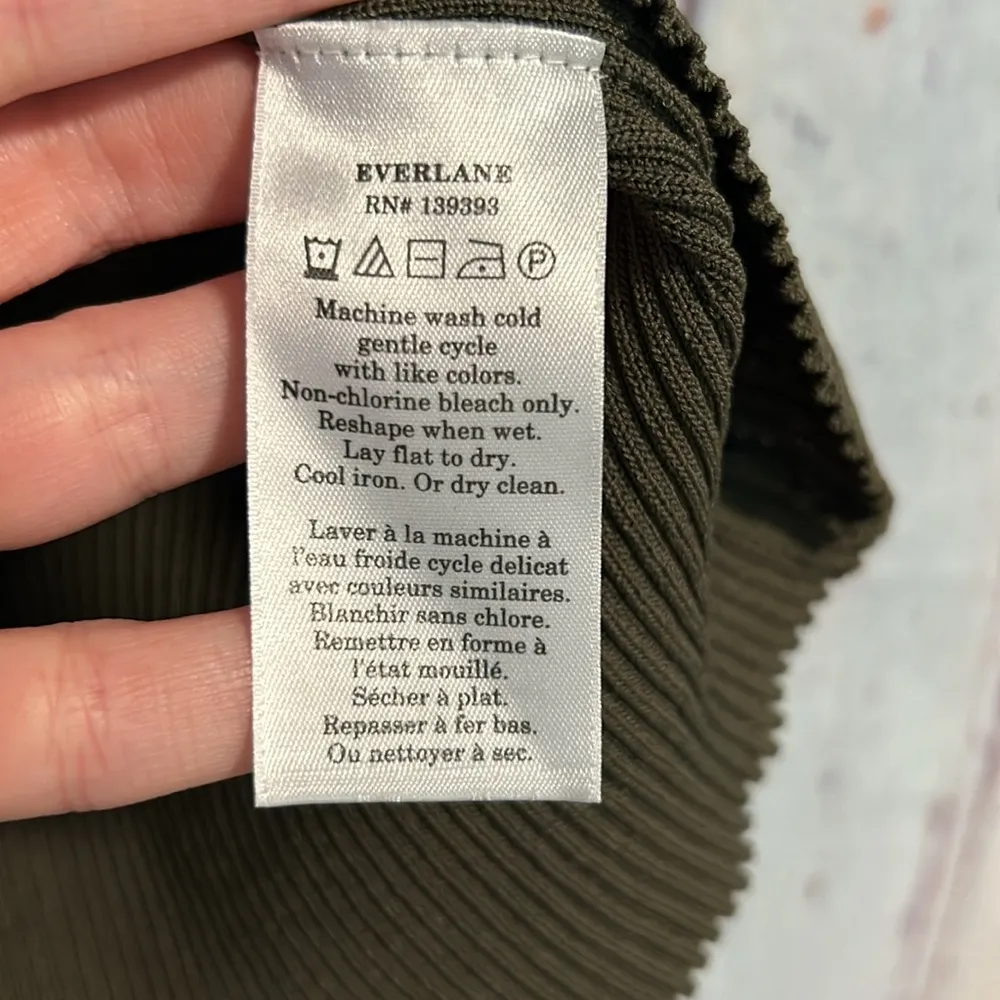 EVERLANE
RN# 139393
P
Machine wash cold
gentle cycle
with like colors.
Non-chlorine bleach only.
Reshape when wet.
Lay flat to dry.
Cool iron. Or dry clean.
Laver à la machine à
l'eau froide cycle delicat
avec couleurs similaires.
Blanchir sans chlore.
Remettre en forme à
l'état mouillé.
Sécher à plat.
Repasser à fer bas.
Ou nettoyer à sec.